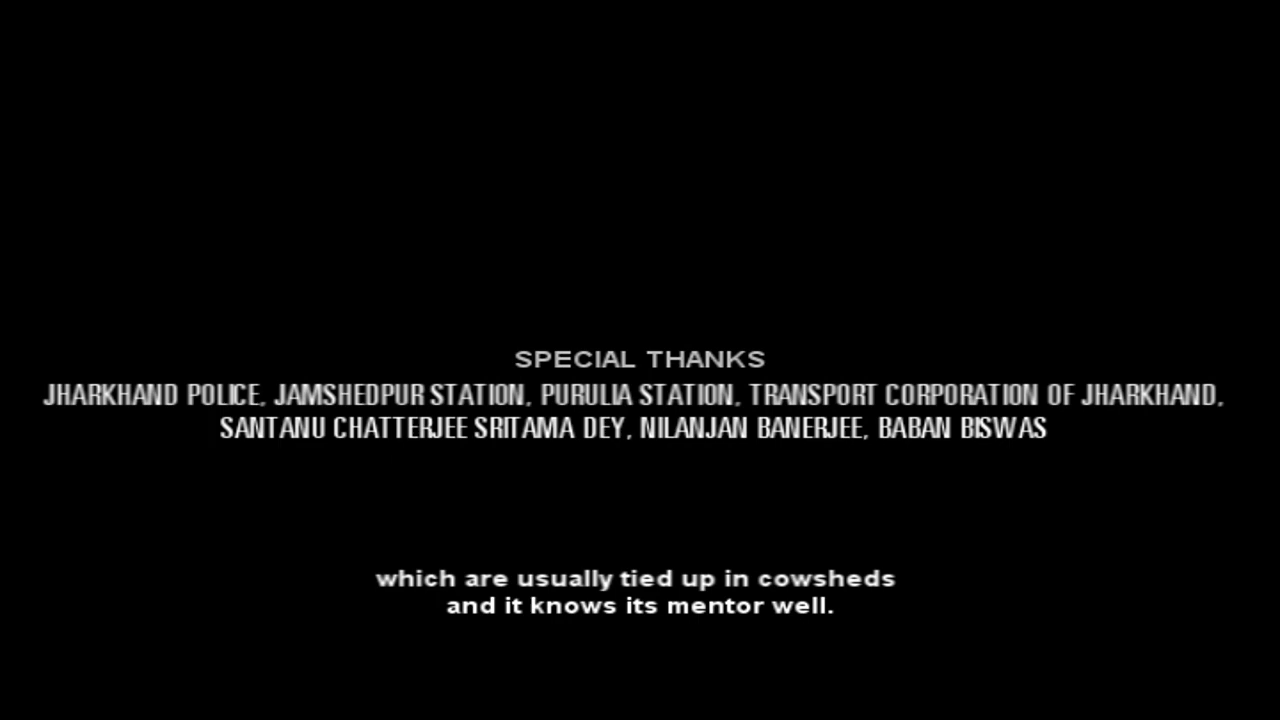 SPECIAL THANKS
JHARKHAND POLICE, JAMSHEDPUR STATION, PURULIA STATION, TRANSPORT CORPORATION OF JHARKHAND,
SANTANU CHATTERJEE SRITAMA DEY, NILANJAN BANERJEE, BABAN BISWAS
which are usually tied up in cowsheds
and it knows its mentor well.